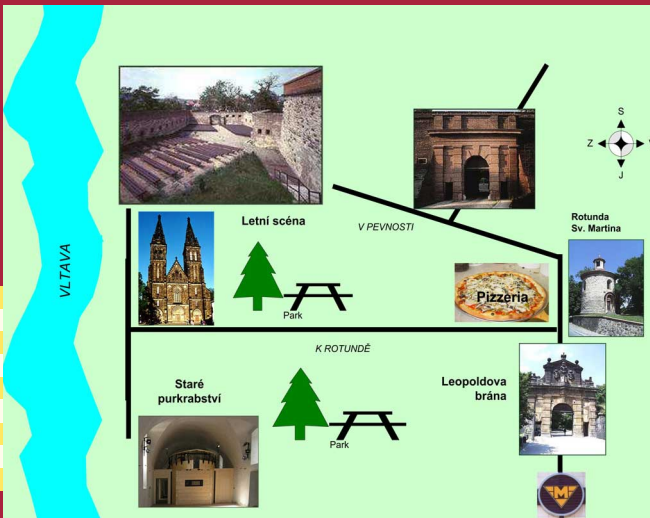 S
Z
V
J
Letní scéna
V PEVNOSTI
Rotunda
Sv. Martina
VLTAVA
Pizzeria
Park
K ROTUNDĚ
Staré
purkrabství
Leopoldova
brána
Park
M